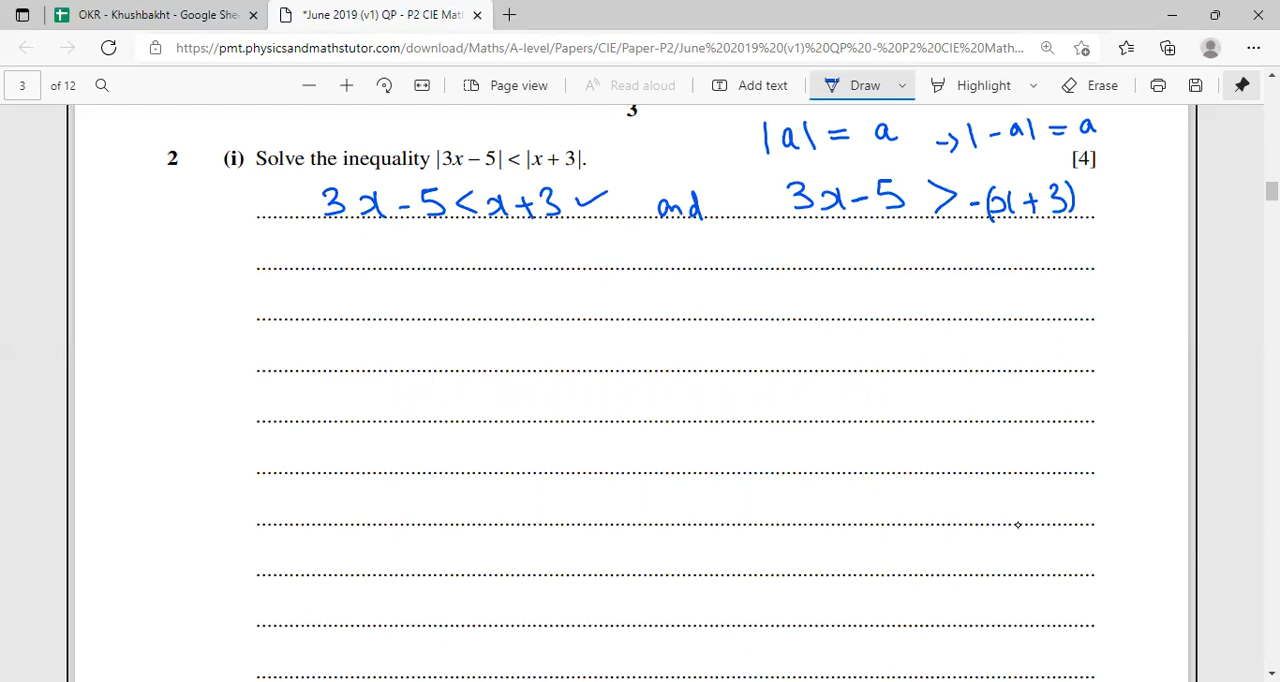 OKR - Khushbakht - Google She
*June 2019 (v1) QP - P2 CIE Mat
https://pmt.physicsandmathstutor.com/download/Maths/A-level/Papers/CIE/Paper-P2/June%202019%20(v1)%20QP%20-%20P2%20CIE%20Math...
3 of 12 Page view Read aloud Add text Draw Highlight Erase
3
|a| = a → |-a| = a
2 (i) Solve the inequality |3x − 5| < |x + 3|. [4]
3x - 5 < x + 3 ✓ and 3x - 5 > -(x + 3)